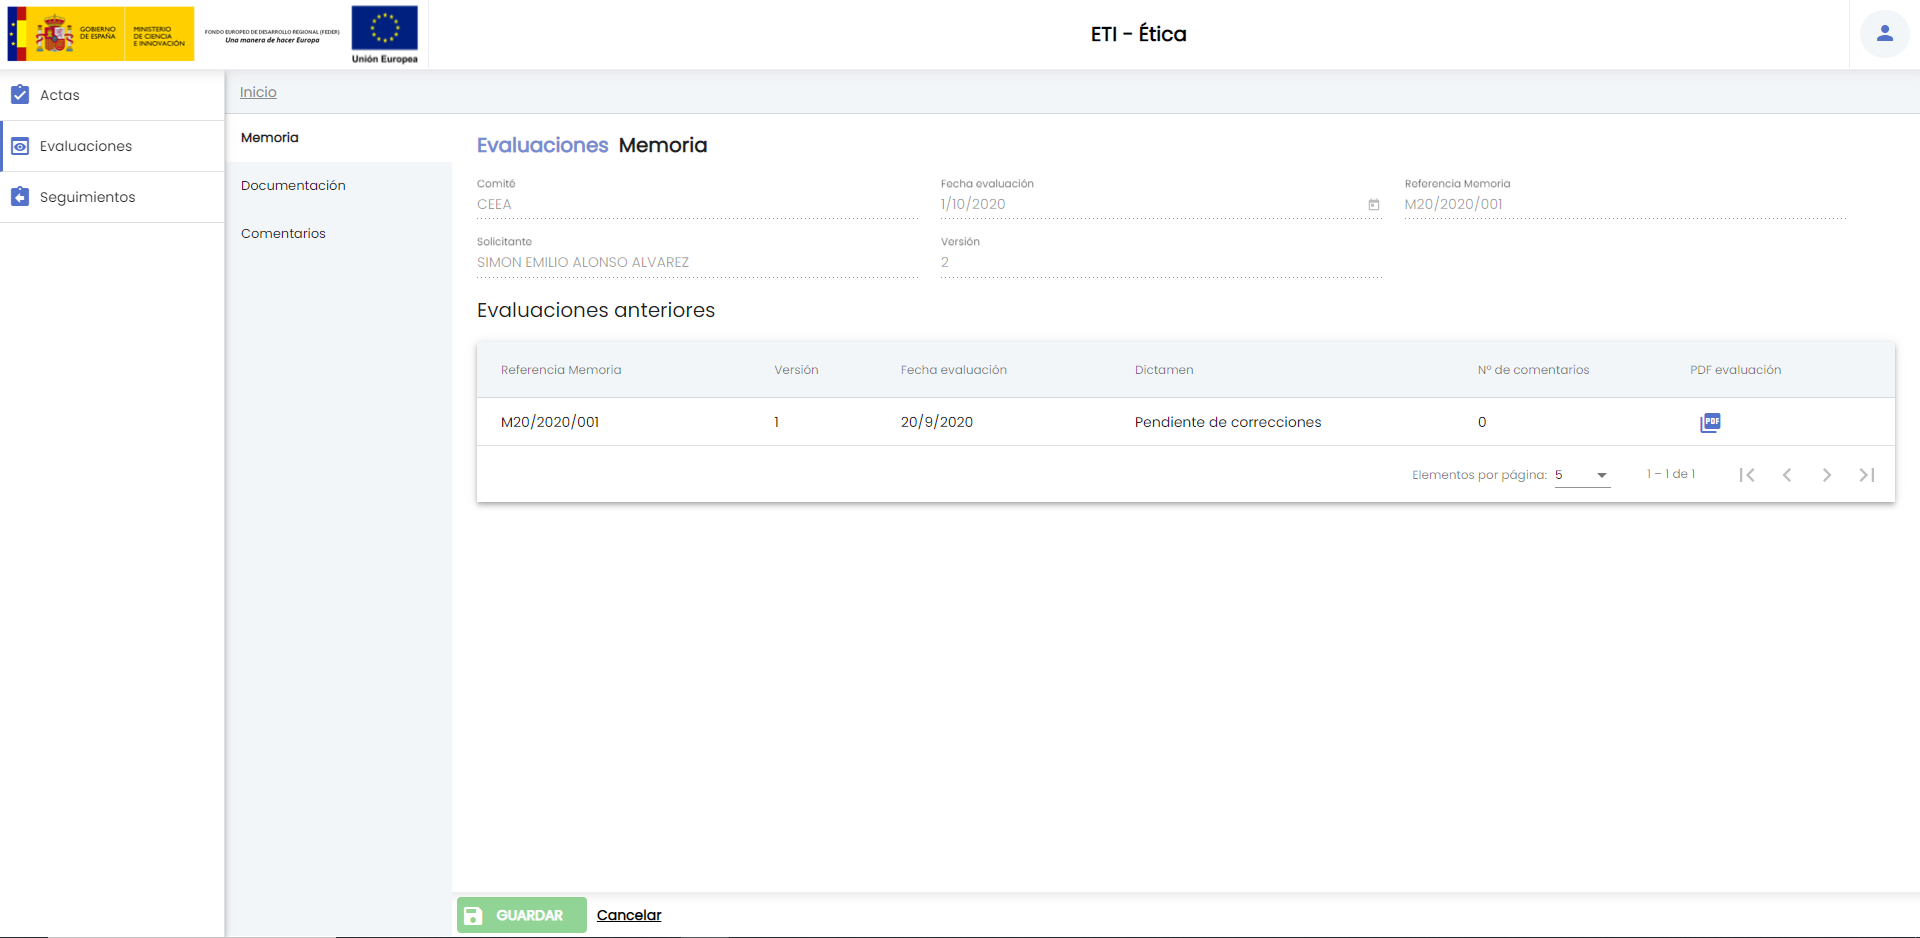 GOBIERNO
DE ESPAÑA
MINISTERIO
DE CIENCIA
E INNOVACIÓN
FONDO EUROPEO DE DESARROLLO REGIONAL (FEDER)
Una manera de hacer Europa
Unión Europea
ETI - Ética
Actas
Evaluaciones
Seguimientos
Inicio
Memoria
Documentación
Comentarios
Evaluaciones Memoria
Comité Fecha evaluación Referencia Memoria
CEEA 1/10/2020 M20/2020/001
Solicitante Versión
SIMON EMILIO ALONSO ALVAREZ 2
Evaluaciones anteriores
Referencia Memoria Versión Fecha evaluación Dictamen Nº de comentarios PDF evaluación
M20/2020/001 1 20/9/2020 Pendiente de correcciones 0 PDF
Elementos por página: 5 1 – 1 de 1
GUARDAR Cancelar